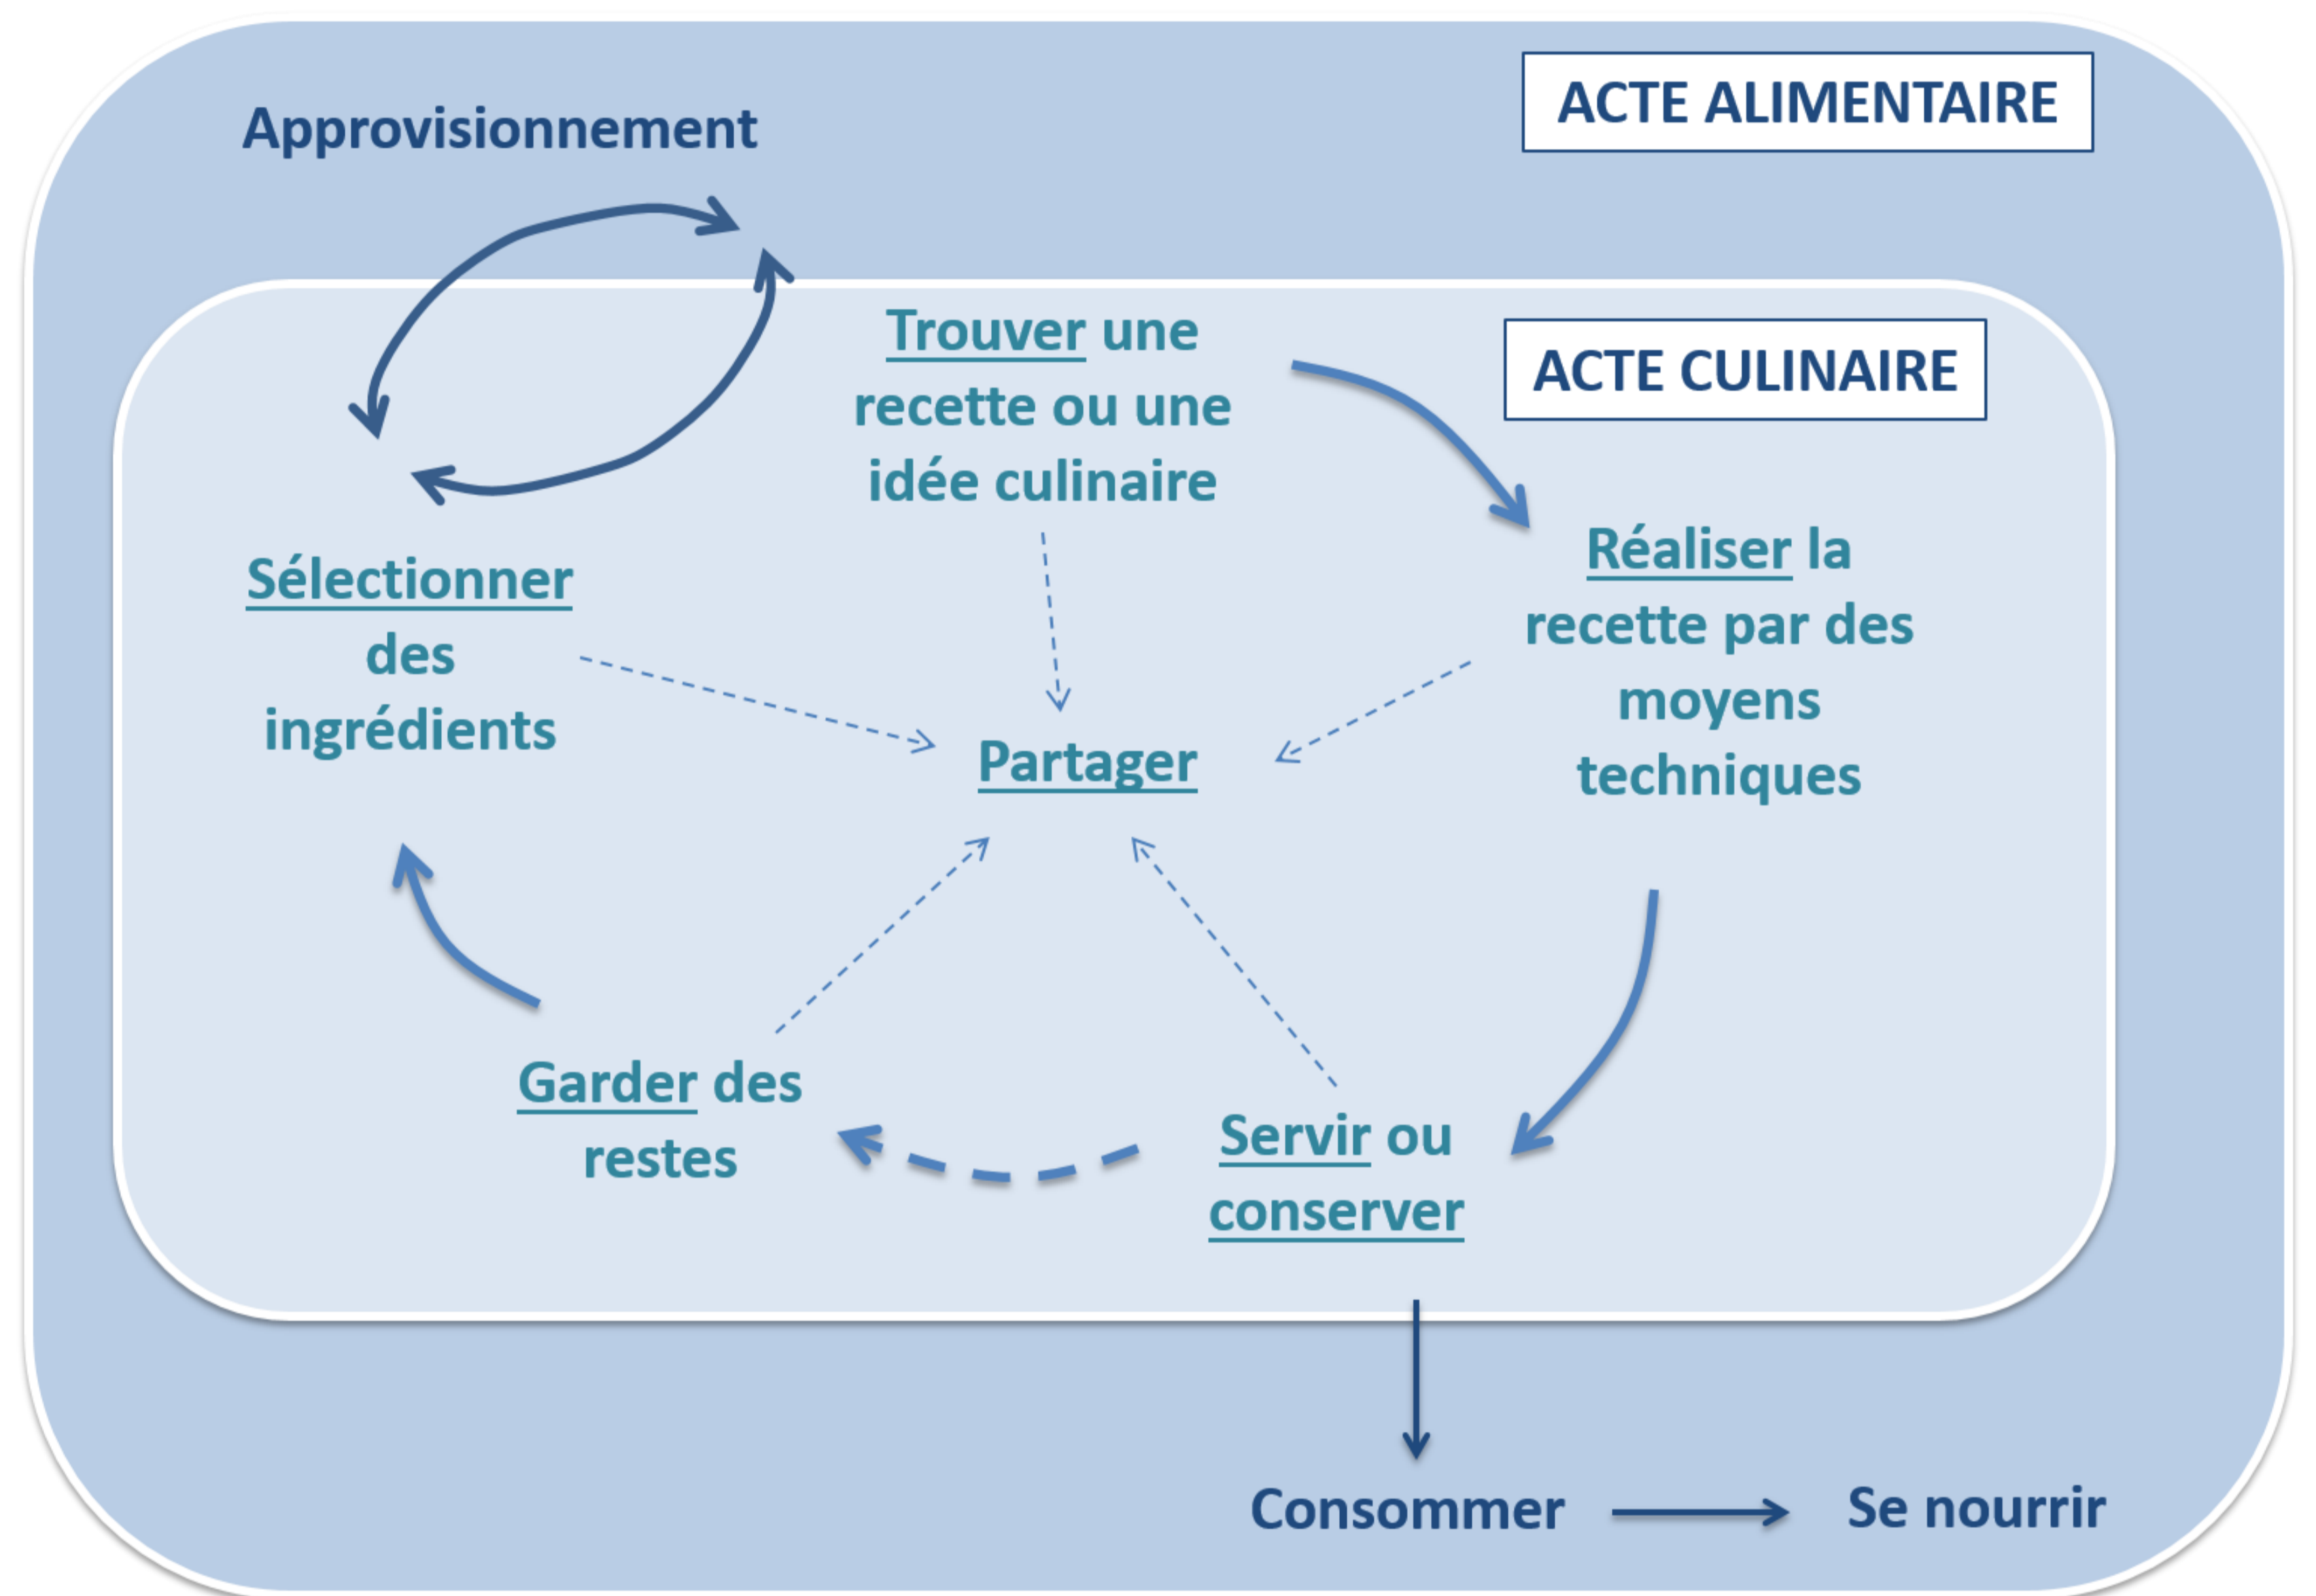 ACTE ALIMENTAIRE
Approvisionnement
ACTE CULINAIRE
Trouver une
recette ou une
idée culinaire
Réaliser la
recette par des
moyens
techniques
Sélectionner
des
ingrédients
Partager
Garder des
restes
Servir ou
conserver
Consommer
Se nourrir